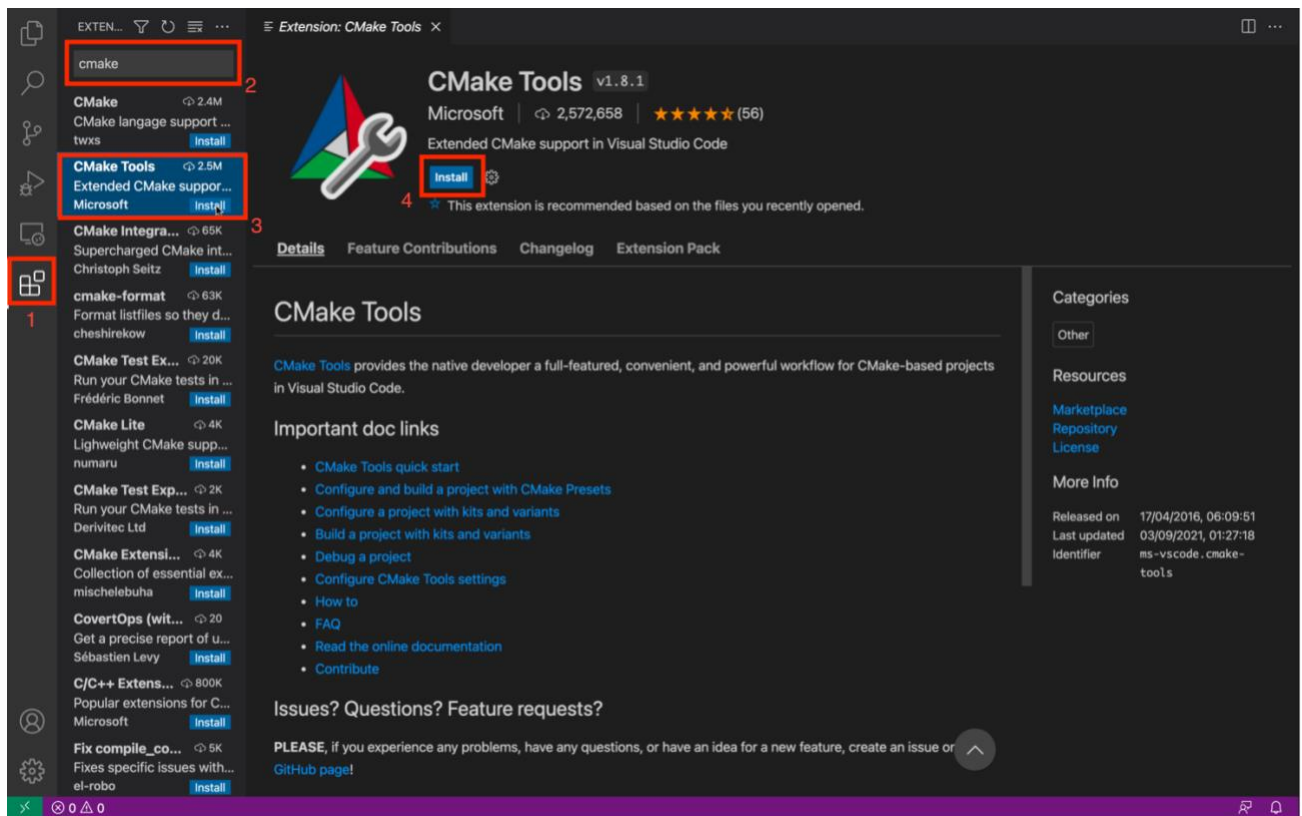 EXTEN...
cmake
2
CMake 2.4M
CMake langage support ...
twxs Install
CMake Tools 2.5M
Extended CMake suppor...
Microsoft Install
3
CMake Integra... 65K
Supercharged CMake int...
Christoph Seitz Install
1
cmake-format 63K
Format listfiles so they d...
cheshirekow Install
CMake Test Ex... 20K
Run your CMake tests in ...
Frédéric Bonnet Install
CMake Lite 4K
Lighweight CMake supp...
numaru Install
CMake Test Exp... 2K
Run your CMake tests in ...
Derivitec Ltd Install
CMake Extensi... 4K
Collection of essential ex...
mischelebuha Install
CovertOps (wit... 20
Get a precise report of u...
Sébastien Levy Install
C/C++ Extens... 800K
Popular extensions for C...
Microsoft Install
Fix compile_co... 5K
Fixes specific issues with...
el-robo Install
Extension: CMake Tools
CMake Tools v1.8.1
Microsoft 2,572,658 (56)
Extended CMake support in Visual Studio Code
Install
4
This extension is recommended based on the files you recently opened.
Details Feature Contributions Changelog Extension Pack
CMake Tools
CMake Tools provides the native developer a full-featured, convenient, and powerful workflow for CMake-based projects
in Visual Studio Code.
Important doc links
• CMake Tools quick start
• Configure and build a project with CMake Presets
• Configure a project with kits and variants
• Build a project with kits and variants
• Debug a project
• Configure CMake Tools settings
• How to
• FAQ
• Read the online documentation
• Contribute
Issues? Questions? Feature requests?
PLEASE, if you experience any problems, have any questions, or have an idea for a new feature, create an issue or
GitHub page!
Categories
Other
Resources
Marketplace
Repository
License
More Info
Released on 17/04/2016, 06:09:51
Last updated 03/09/2021, 01:27:18
Identifier ms-vscode.cmake-
tools
0 0